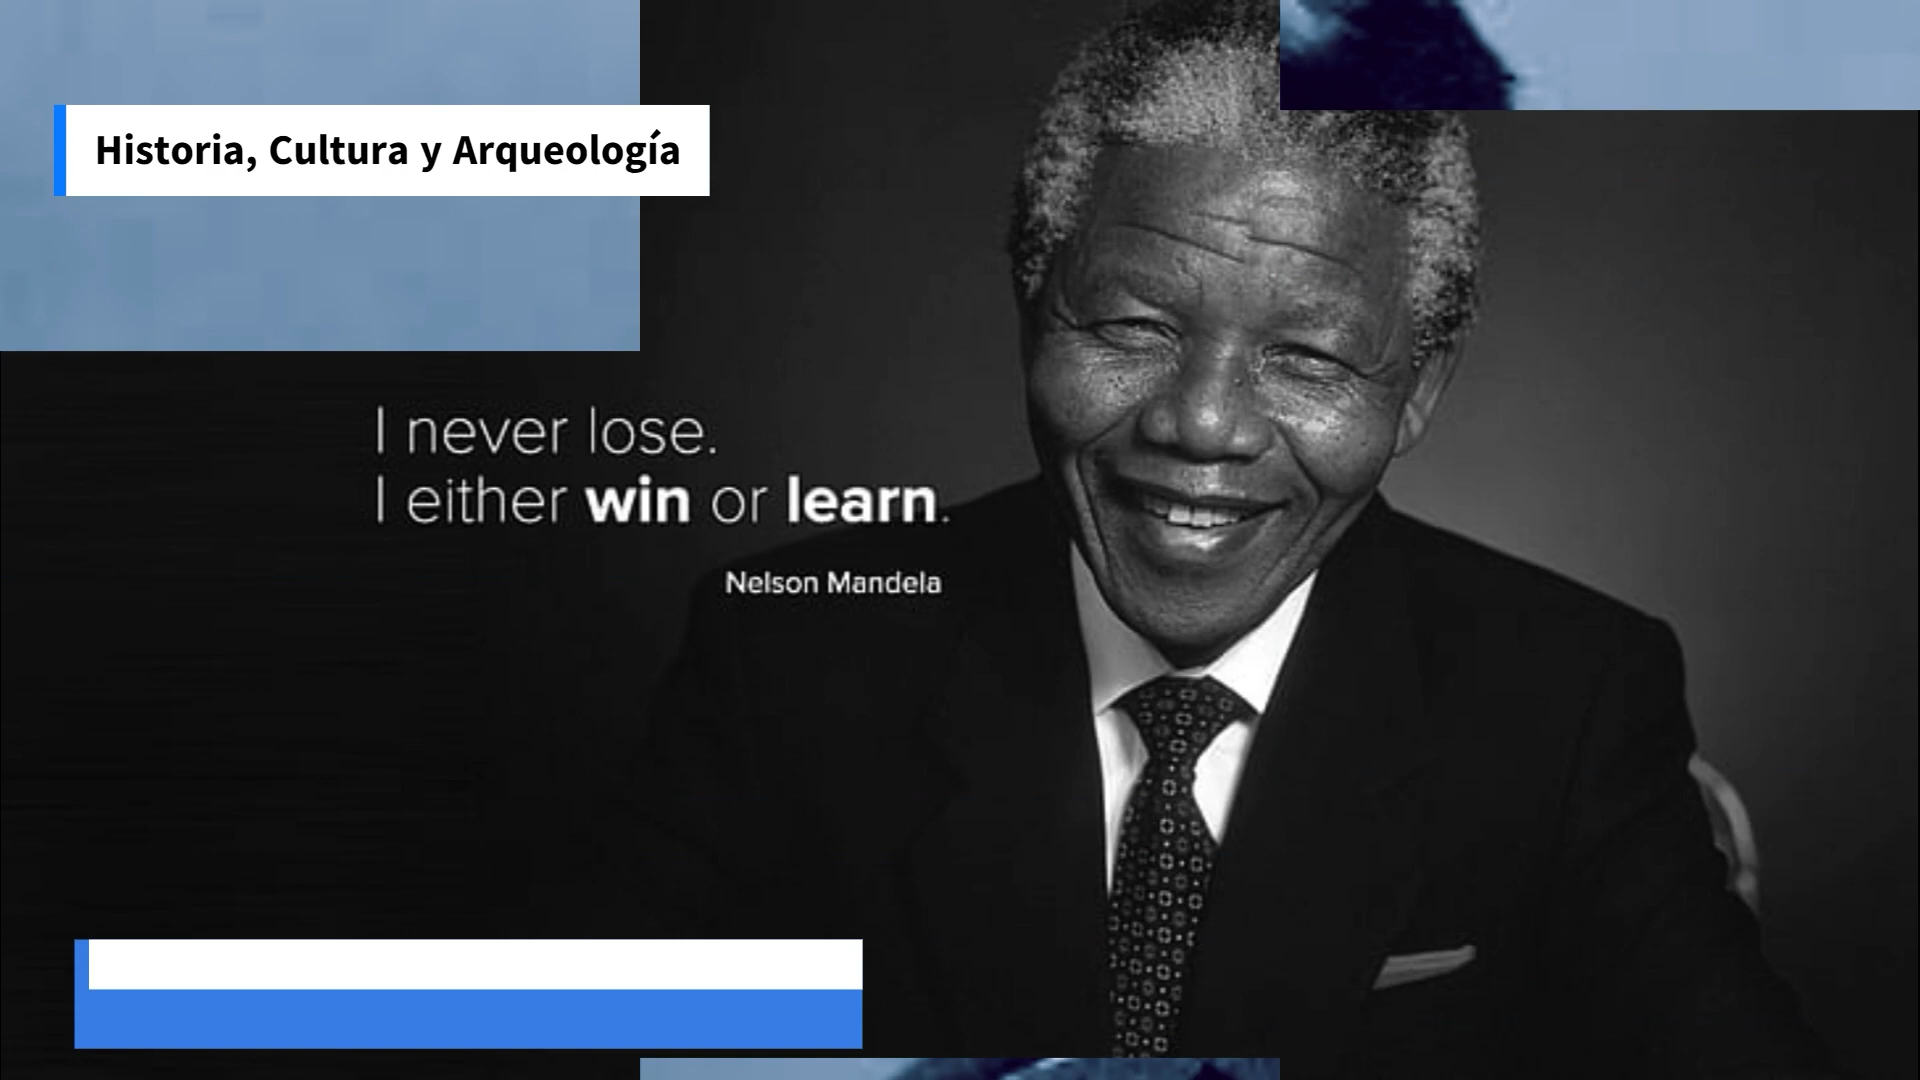 Historia, Cultura y Arqueología
I never lose.
I either win or learn.
Nelson Mandela